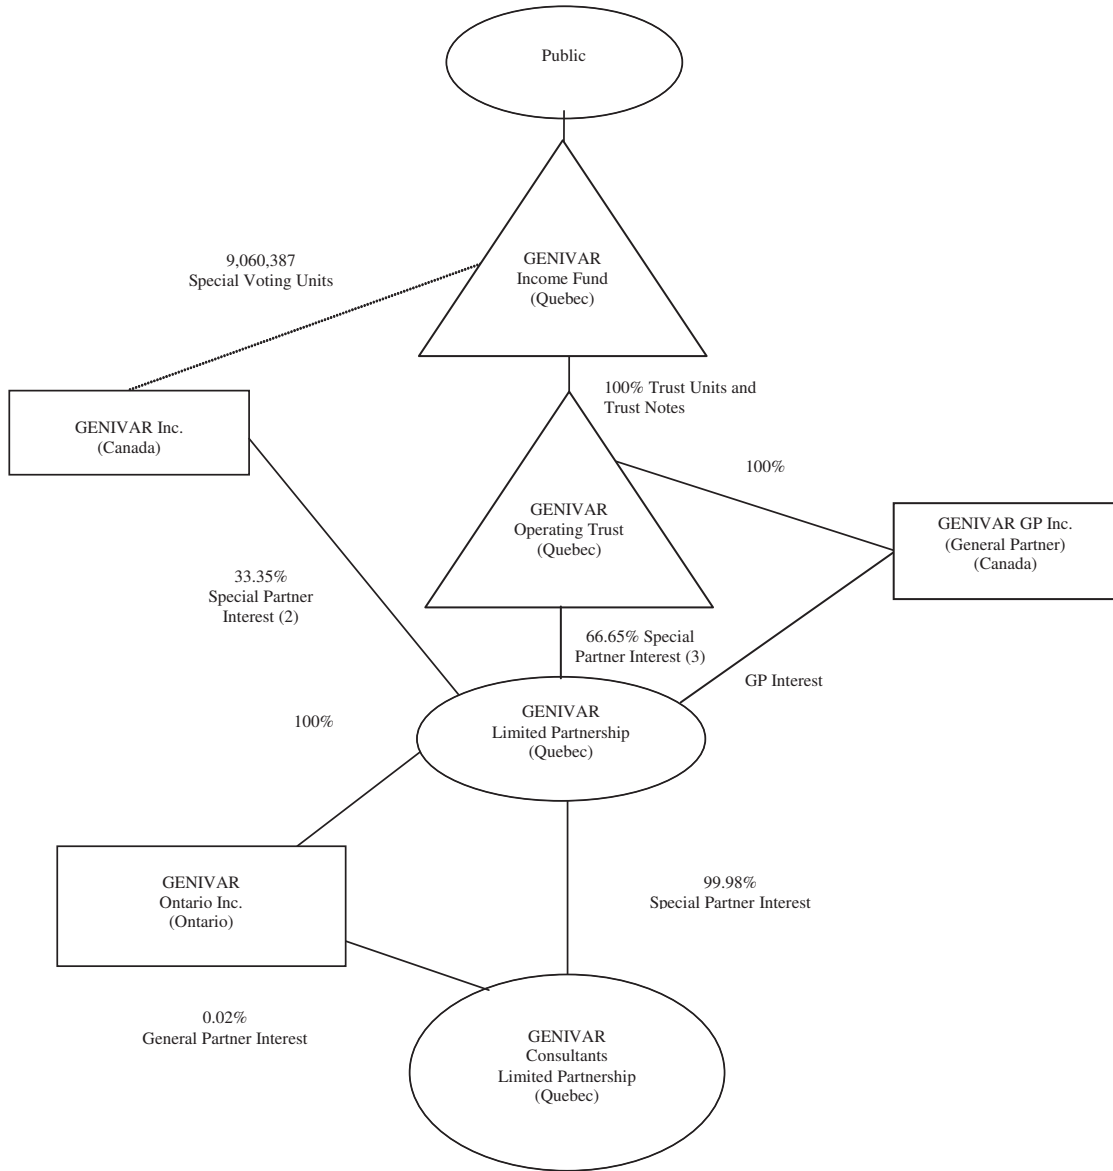 Public
GENIVAR
Income Fund
(Quebec)
9,060,387
Special Voting Units
100% Trust Units and
Trust Notes
GENIVAR Inc.
(Canada)
100%
GENIVAR
Operating Trust
(Quebec)
GENIVAR GP Inc.
(General Partner)
(Canada)
33.35%
Special Partner
Interest (2)
66.65% Special
Partner Interest (3)
GP Interest
GENIVAR
Limited Partnership
(Quebec)
100%
GENIVAR
Ontario Inc.
(Ontario)
99.98%
Special Partner Interest
0.02%
General Partner Interest
GENIVAR
Consultants
Limited Partnership
(Quebec)